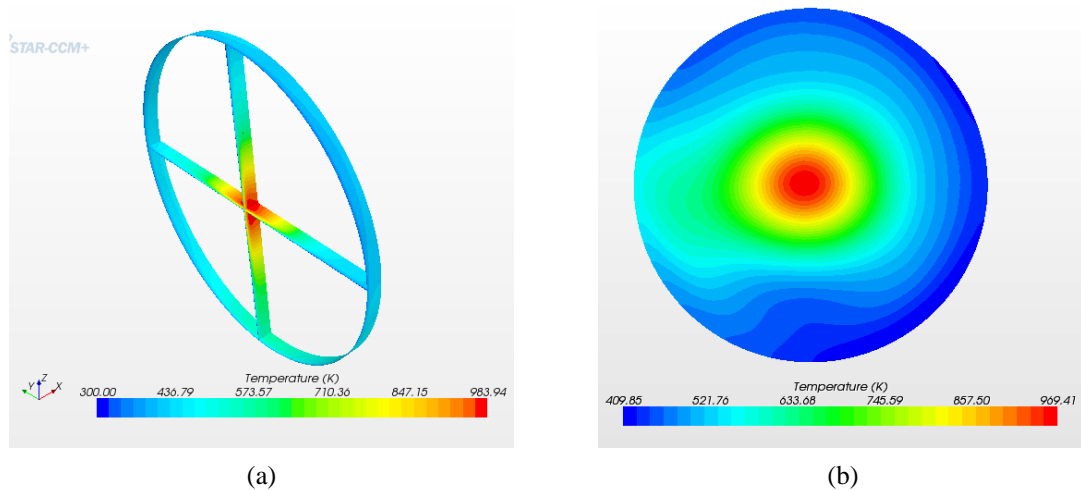 STAR-CCM+
Z
Y X
Temperature (K)
300.00 436.79 573.57 710.36 847.15 983.94
Temperature (K)
409.85 521.76 633.68 745.59 857.50 969.41
(a) (b)